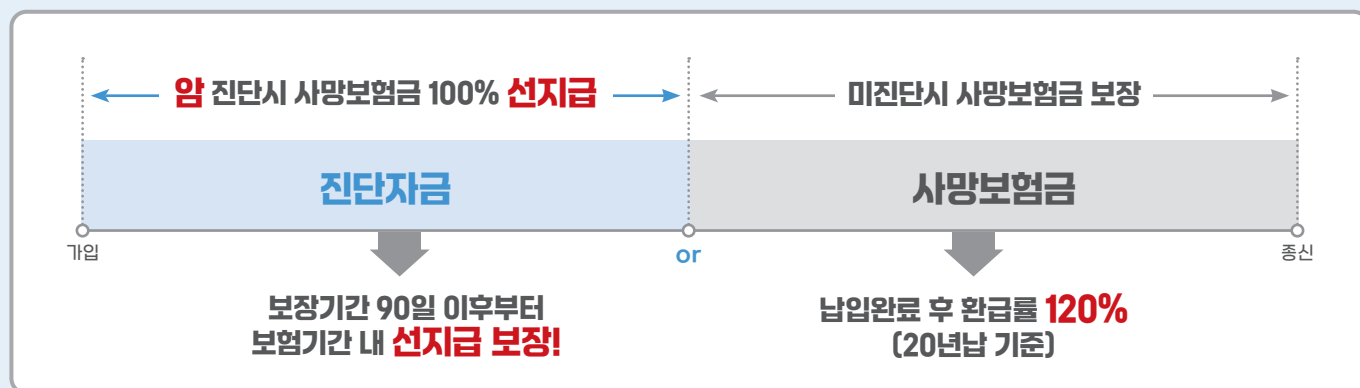 암 진단시 사망보험금 100% 선지급
미진단시 사망보험금 보장
진단자금
사망보험금
가입
or
종신
보장기간 90일 이후부터
보험기간 내 선지급 보장!
납입완료 후 환급률 120%
(20년납 기준)